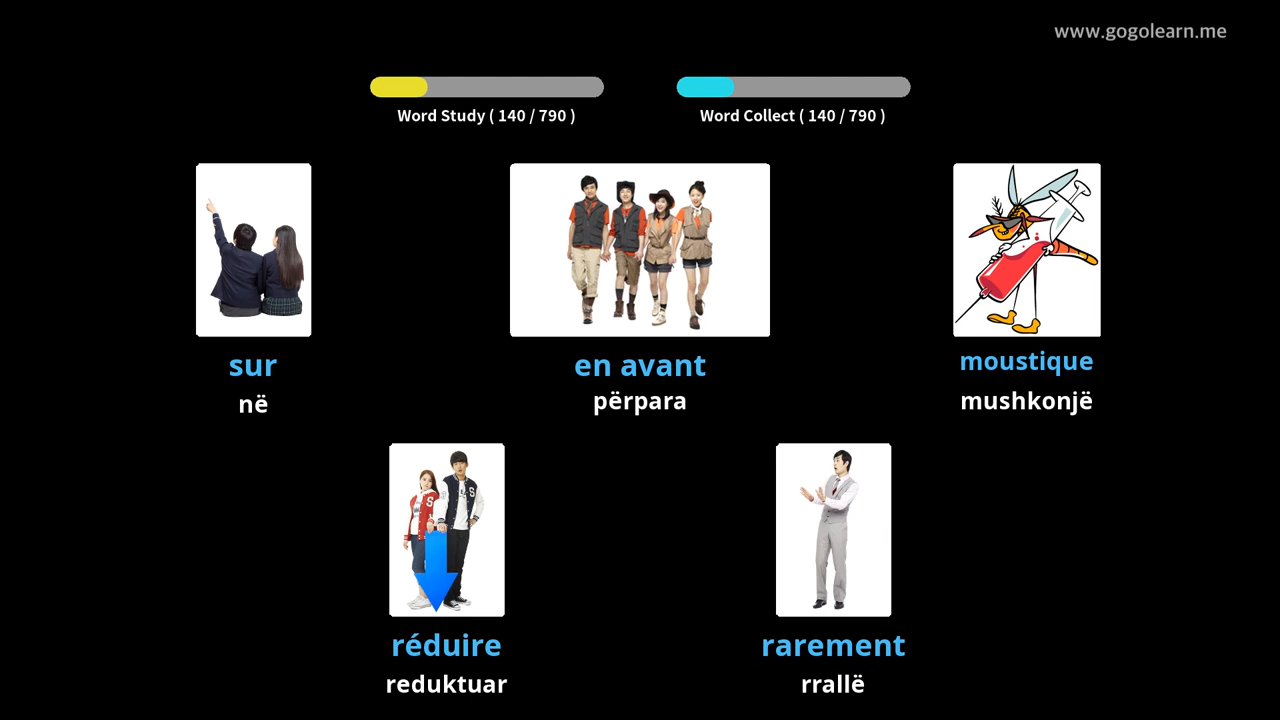 www.gogolearn.me
Word Study ( 140 / 790 )
Word Collect ( 140 / 790 )
sur
në
en avant
përpara
moustique
mushkonjë
réduire
reduktuar
rarement
rrallë